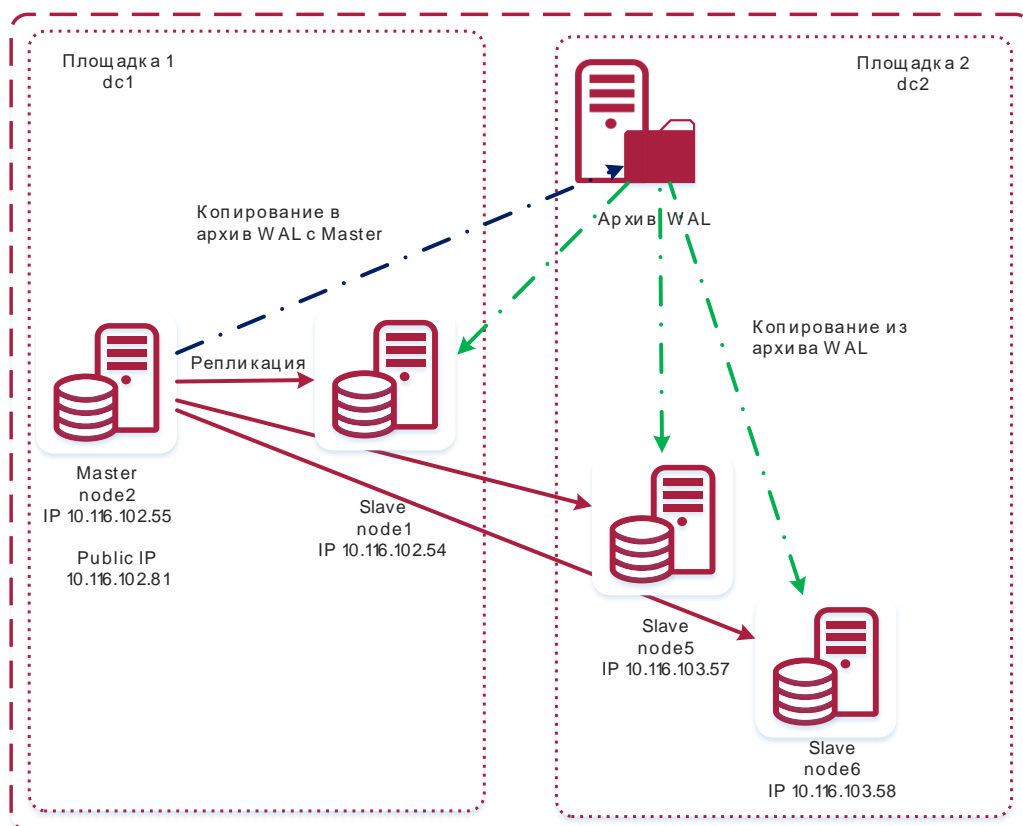 Площадка 1
dc1
Площадка 2
dc2
Копирование в
архив WAL с Master
Архив WAL
Копирование из
архива WAL
Репликация
Master
node2
IP 10.116.102.55
Public IP
10.116.102.81
Slave
node1
IP 10.116.102.54
Slave
node5
IP 10.116.103.57
Slave
node6
IP 10.116.103.58